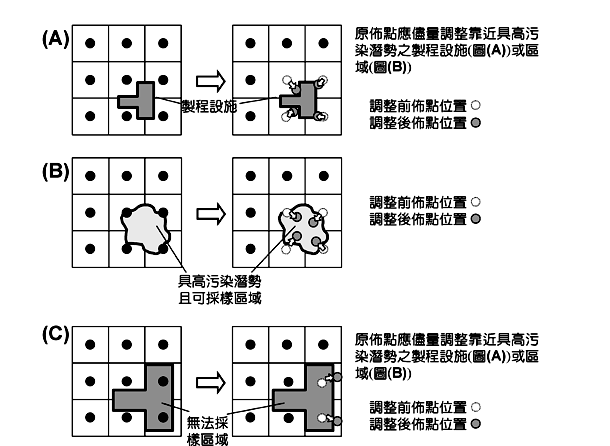 (A)
原佈點應儘量調整靠近具高污
染潛勢之製程設施(圖(A))或區
域(圖(B))
製程設施
調整前佈點位置
調整後佈點位置
(B)
調整前佈點位置
調整後佈點位置
具高污染潛勢
且可採樣區域
(C)
原佈點應儘量調整靠近具高污
染潛勢之製程設施(圖(A))或區
域(圖(B))
無法採
樣區域
調整前佈點位置
調整後佈點位置